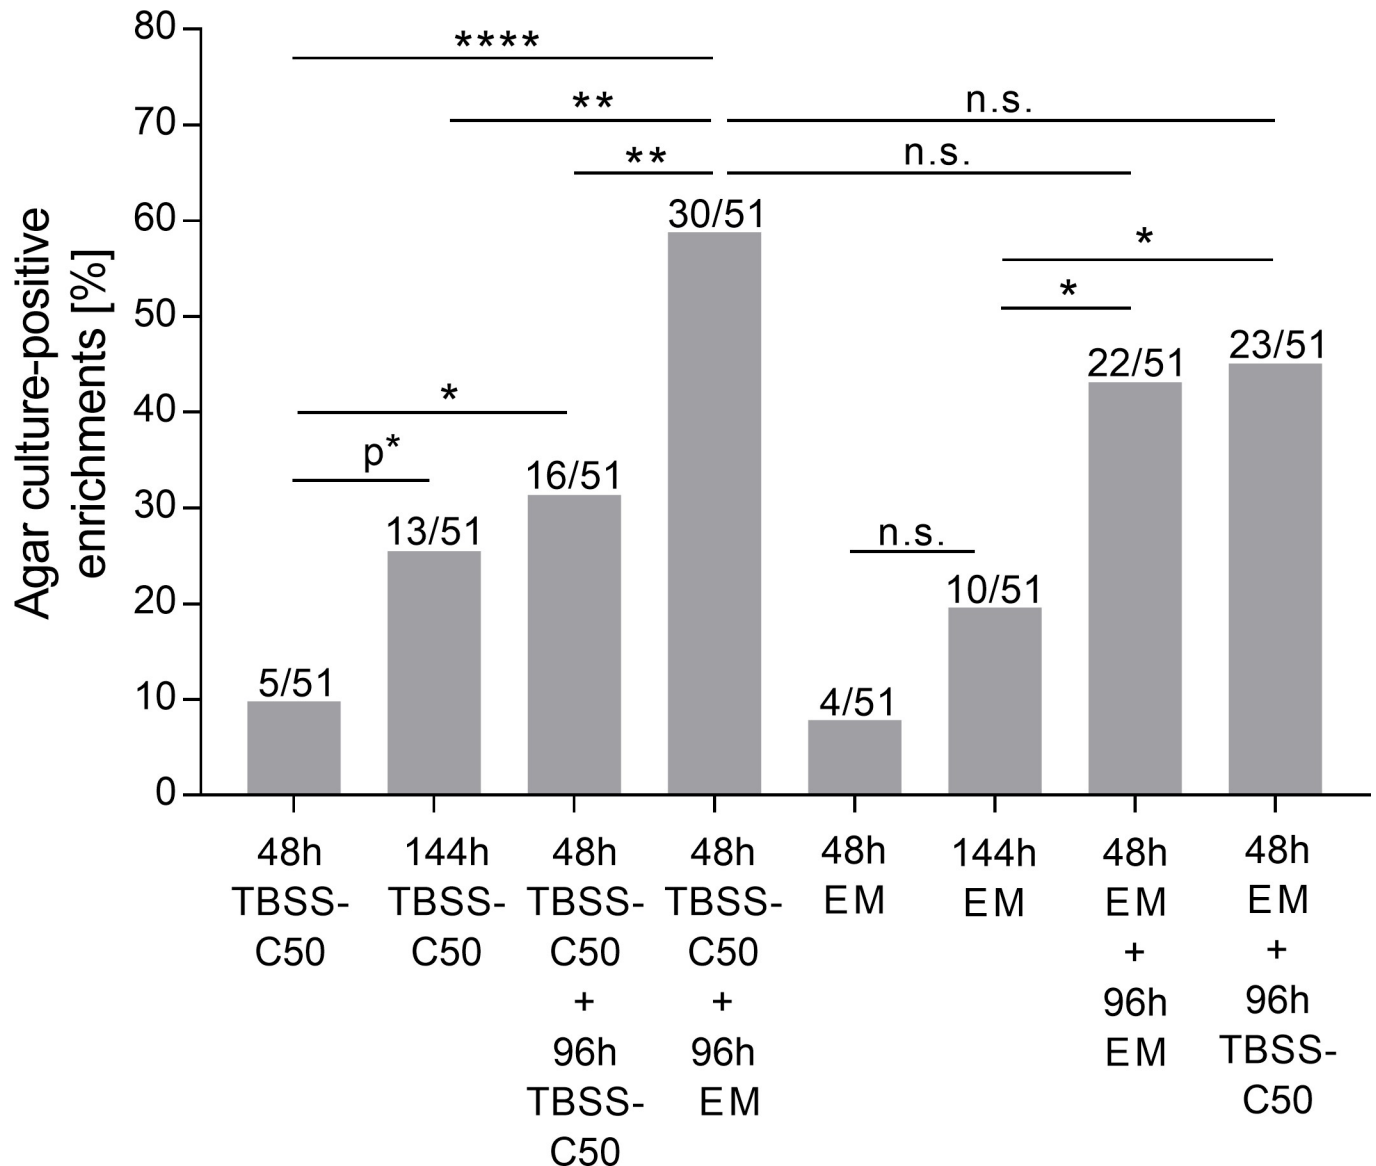 Agar culture-positive
enrichments [%]
80
70
60
50
40
30
20
10
0
****
**
n.s.
**
n.s.
30/51
*
*
22/51
23/51
*
p*
16/51
13/51
n.s.
10/51
5/51
4/51
48h
TBSS-
C50
144h
TBSS-
C50
48h
TBSS-
C50
+
96h
TBSS-
C50
48h
TBSS-
C50
+
96h
EM
48h
EM
144h
EM
48h
EM
+
96h
EM
48h
EM
+
96h
TBSS-
C50